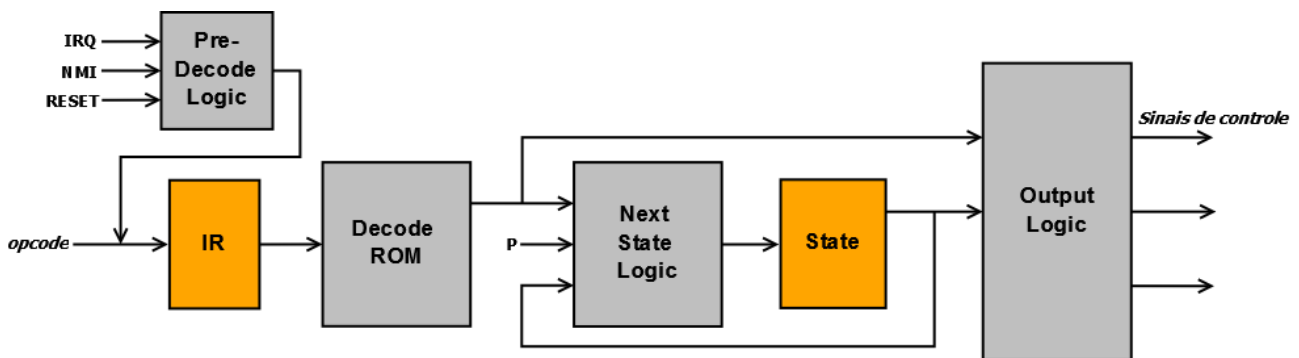 IRQ
NMI
RESET
Pre-
Decode
Logic
Sinais de controle
opcode
IR
Decode
ROM
P
Next
State
Logic
State
Output
Logic